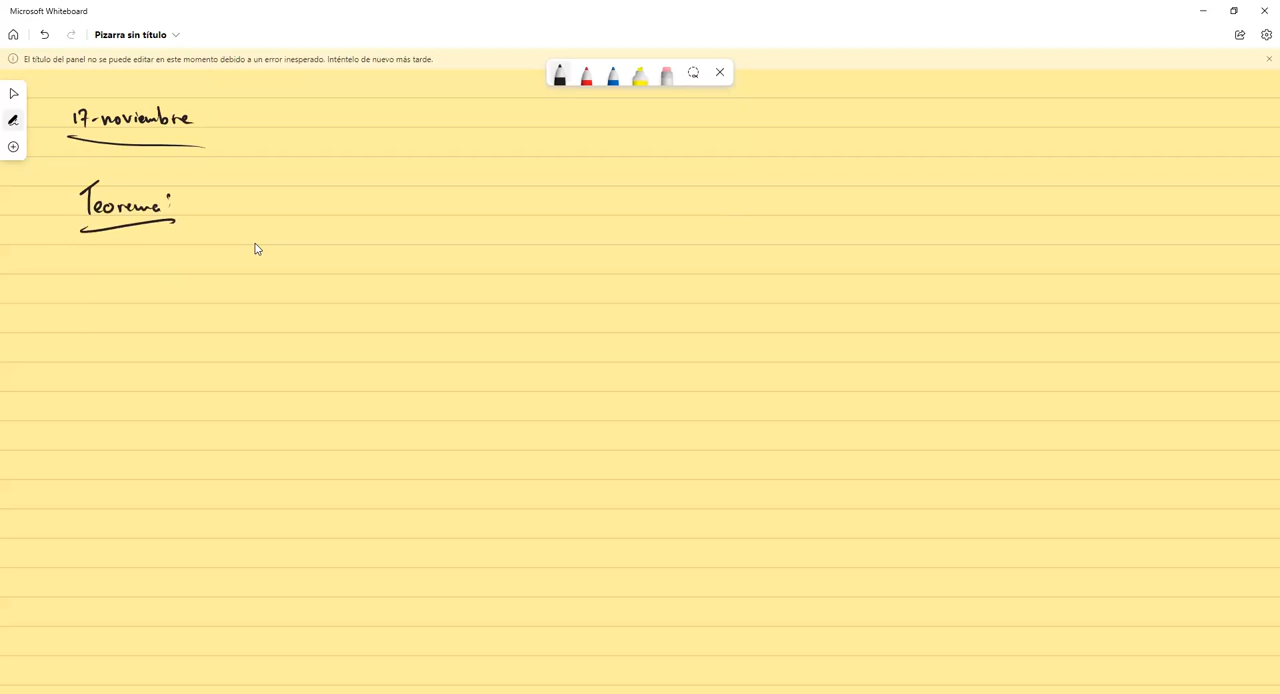 Microsoft Whiteboard
Pizarra sin título
El título del panel no se puede editar en este momento debido a un error inesperado. Inténtelo de nuevo más tarde.
17-noviembre
Teorema: